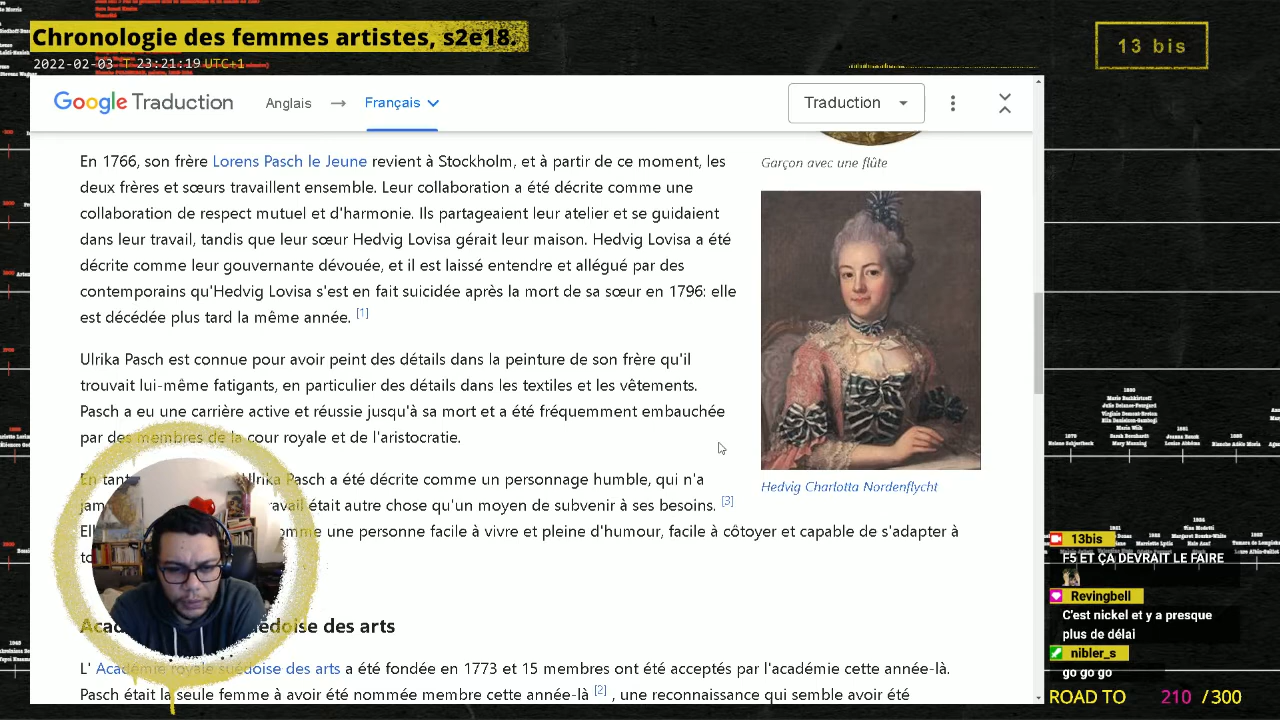 Chronologie des femmes artistes, s2e18.
2022-02-03 T 23:21:19 UTC+1
13 bis
Google Traduction
Anglais → Français
Traduction
En 1766, son frère Lorens Pasch le Jeune revient à Stockholm, et à partir de ce moment, les
deux frères et sœurs travaillent ensemble. Leur collaboration a été décrite comme une
collaboration de respect mutuel et d'harmonie. Ils partageaient leur atelier et se guidaient
dans leur travail, tandis que leur sœur Hedvig Lovisa gérait leur maison. Hedvig Lovisa a été
décrite comme leur gouvernante dévouée, et il est laissé entendre et allégué par des
contemporains qu'Hedvig Lovisa s'est en fait suicidée après la mort de sa sœur en 1796: elle
est décédée plus tard la même année. [1]
Garçon avec une flûte
Ulrika Pasch est connue pour avoir peint des détails dans la peinture de son frère qu'il
trouvait lui-même fatigants, en particulier des détails dans les textiles et les vêtements.
Pasch a eu une carrière active et réussie jusqu'à sa mort et a été fréquemment embauchée
par des membres de la cour royale et de l'aristocratie.
En tant Ulrika Pasch a été décrite comme un personnage humble, qui n'a
jam ravail était autre chose qu'un moyen de subvenir à ses besoins. [3]
Ell omme une personne facile à vivre et pleine d'humour, facile à côtoyer et capable de s'adapter à
to
Hedvig Charlotta Nordenflycht
Acad édoise des arts
L' Académie royale suédoise des arts a été fondée en 1773 et 15 membres ont été acceptés par l'académie cette année-là.
Pasch était la seule femme à avoir été nommée membre cette année-là [2] , une reconnaissance qui semble avoir été
13bis
F5 ET ÇA DEVRAIT LE FAIRE
Revingbell
C'est nickel et y a presque
plus de délai
nibler_s
go go go
ROAD TO 210 / 300